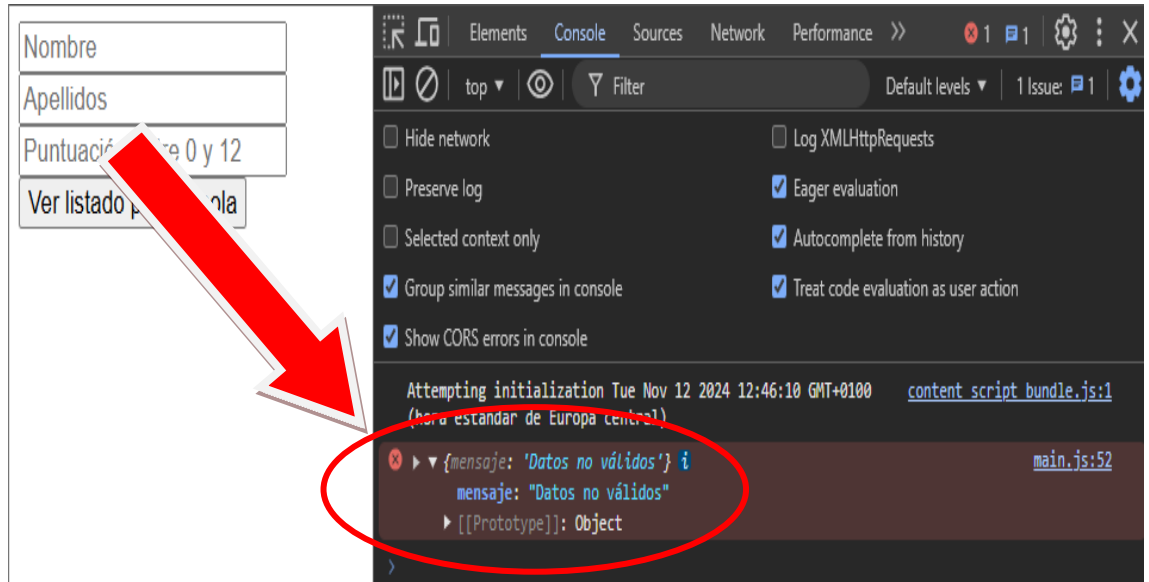 Nombre
Apellidos
Puntuació re 0 y 12
Ver listado p ola
Elements Console Sources Network Performance 1 1
top Filter Default levels 1 Issue: 1
Hide network
Log XMLHttpRequests
Preserve log
Eager evaluation
Selected context only
Autocomplete from history
Group similar messages in console
Treat code evaluation as user action
Show CORS errors in console
Attempting initialization Tue Nov 12 2024 12:46:10 GMT+0100 content script bundle.js:1
(hora estándar de Europa central)
{mensaje: 'Datos no válidos'} i main.js:52
mensaje: "Datos no válidos"
[[Prototype]]: Object